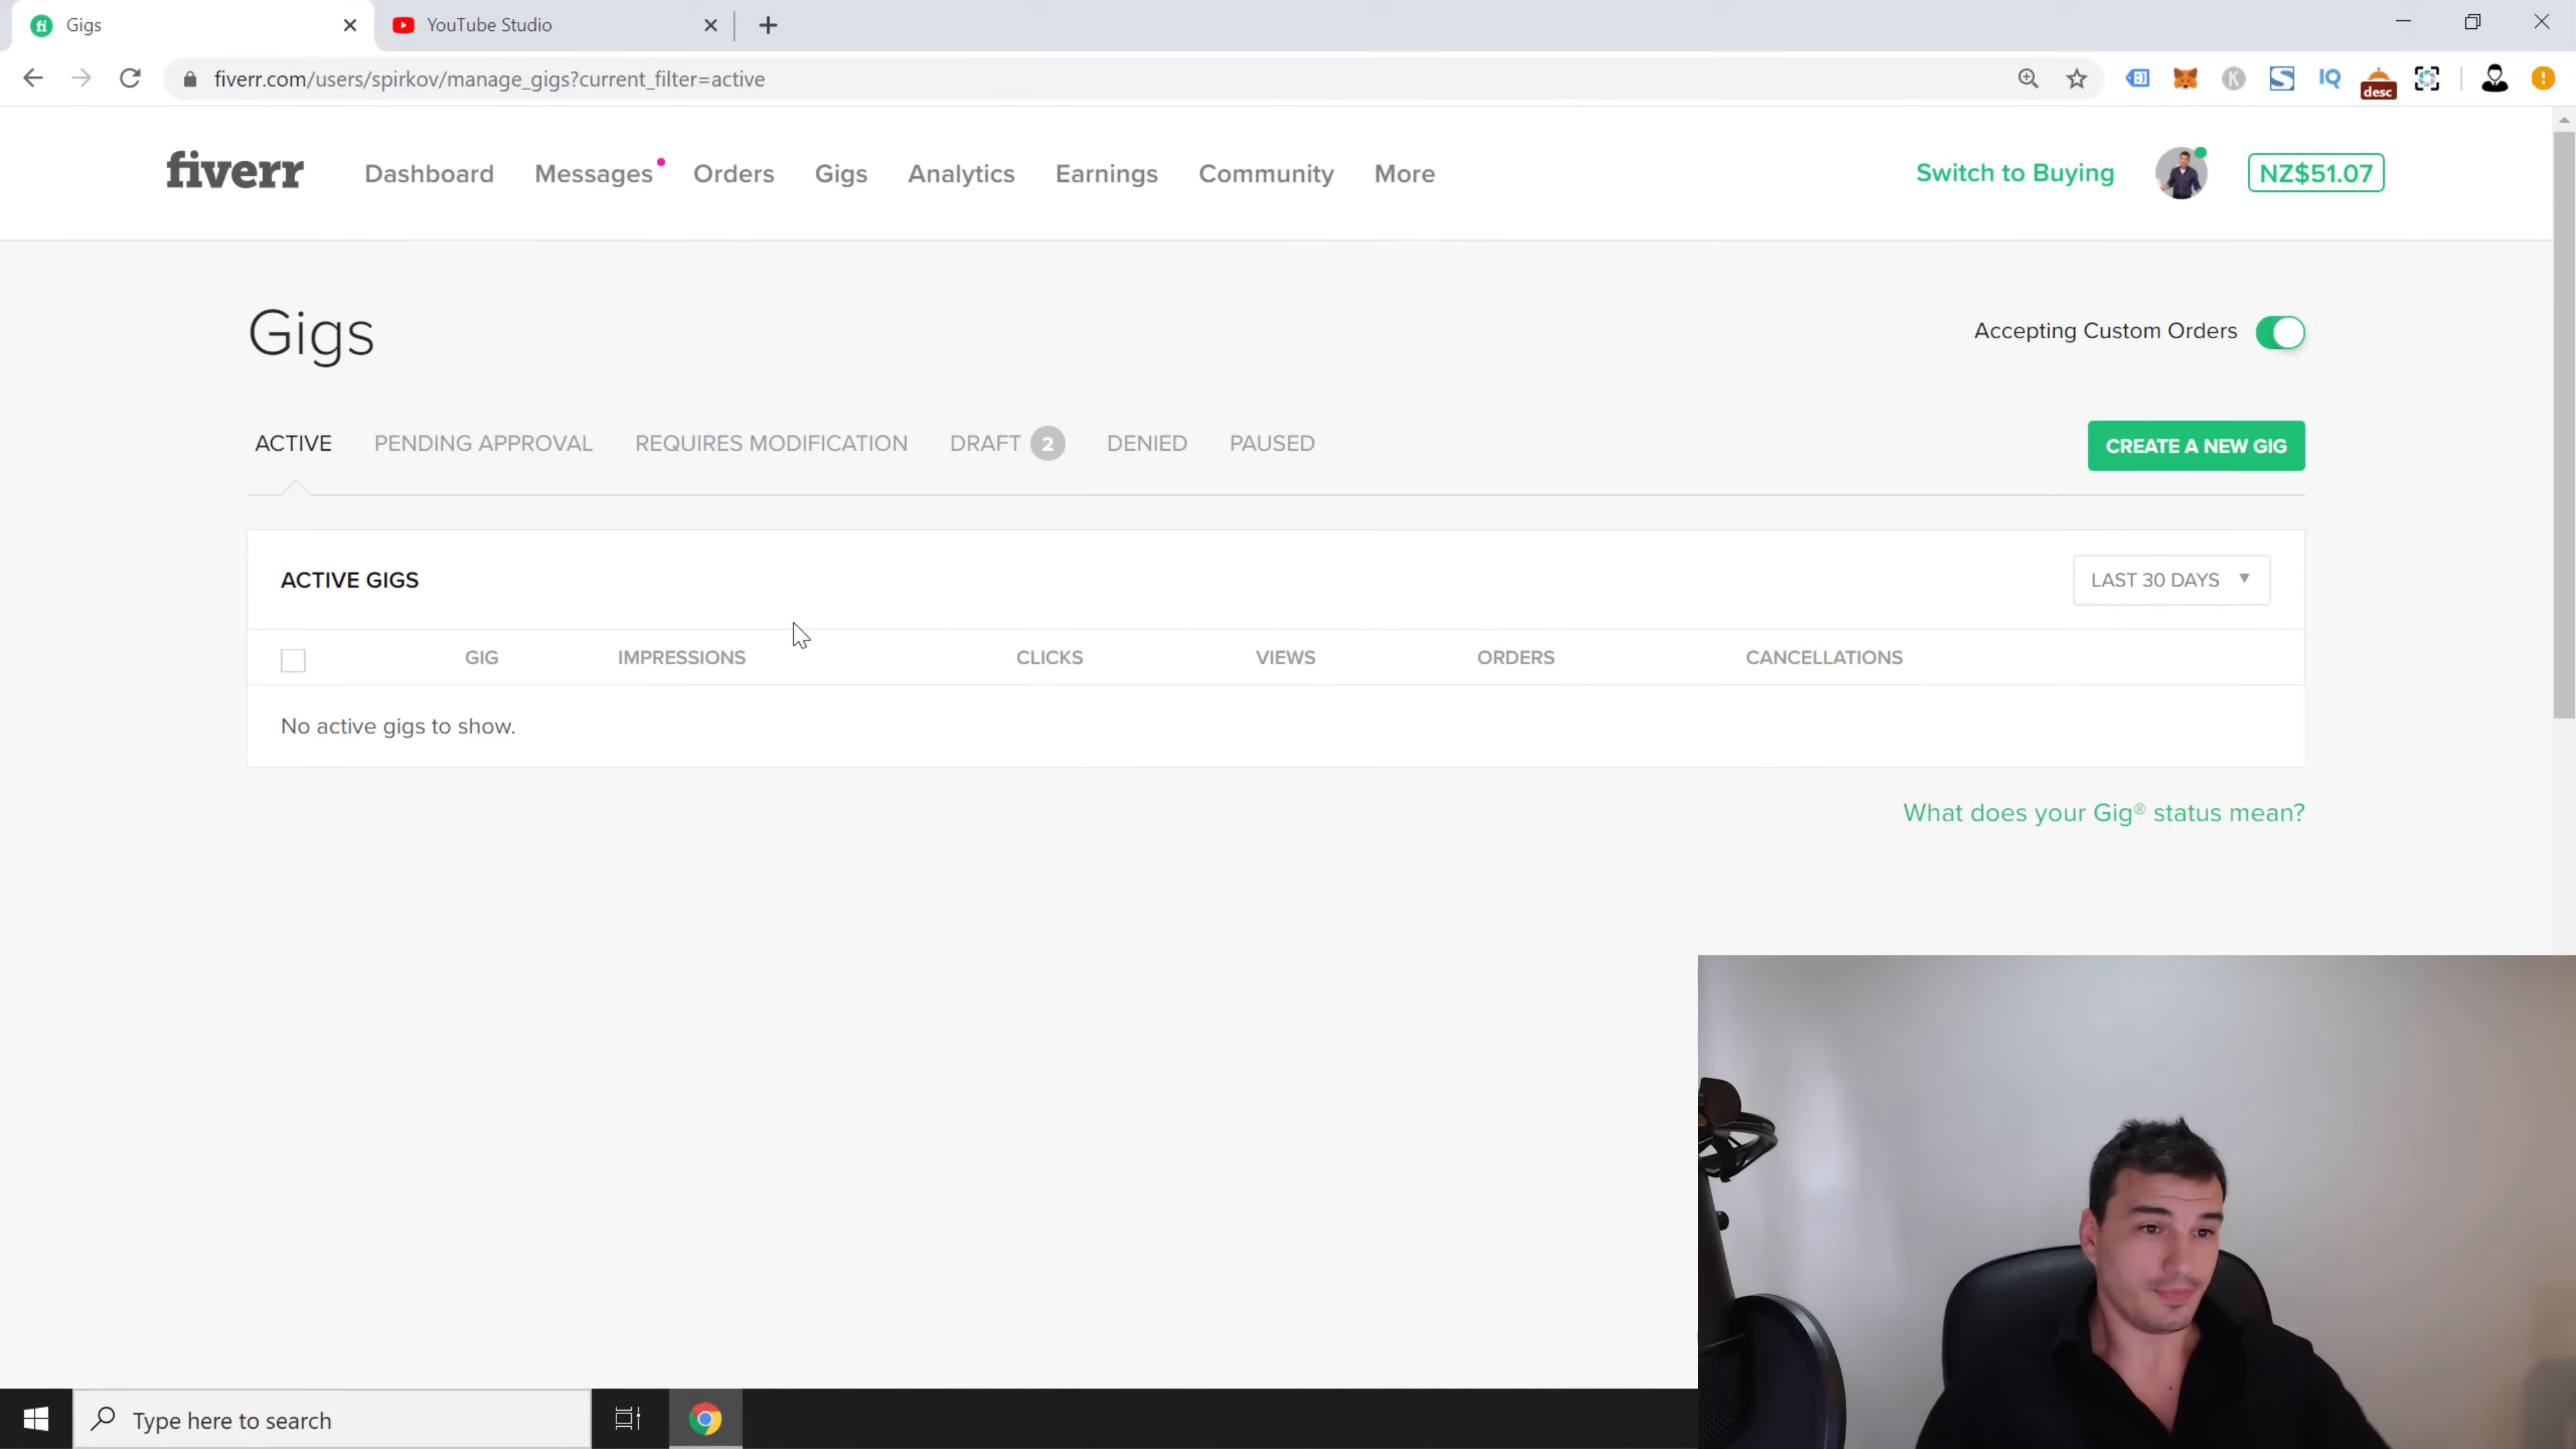 Gigs
YouTube Studio
fiverr.com/users/spirkov/manage_gigs?current_filter=active
K
IQ
desc
fiverr
Dashboard Messages Orders Gigs Analytics Earnings Community More
Switch to Buying
NZ$51.07
Gigs
Accepting Custom Orders
ACTIVE PENDING APPROVAL REQUIRES MODIFICATION DRAFT 2 DENIED PAUSED
CREATE A NEW GIG
ACTIVE GIGS
LAST 30 DAYS
GIG IMPRESSIONS CLICKS VIEWS ORDERS CANCELLATIONS
No active gigs to show.
What does your Gig® status mean?
Type here to search